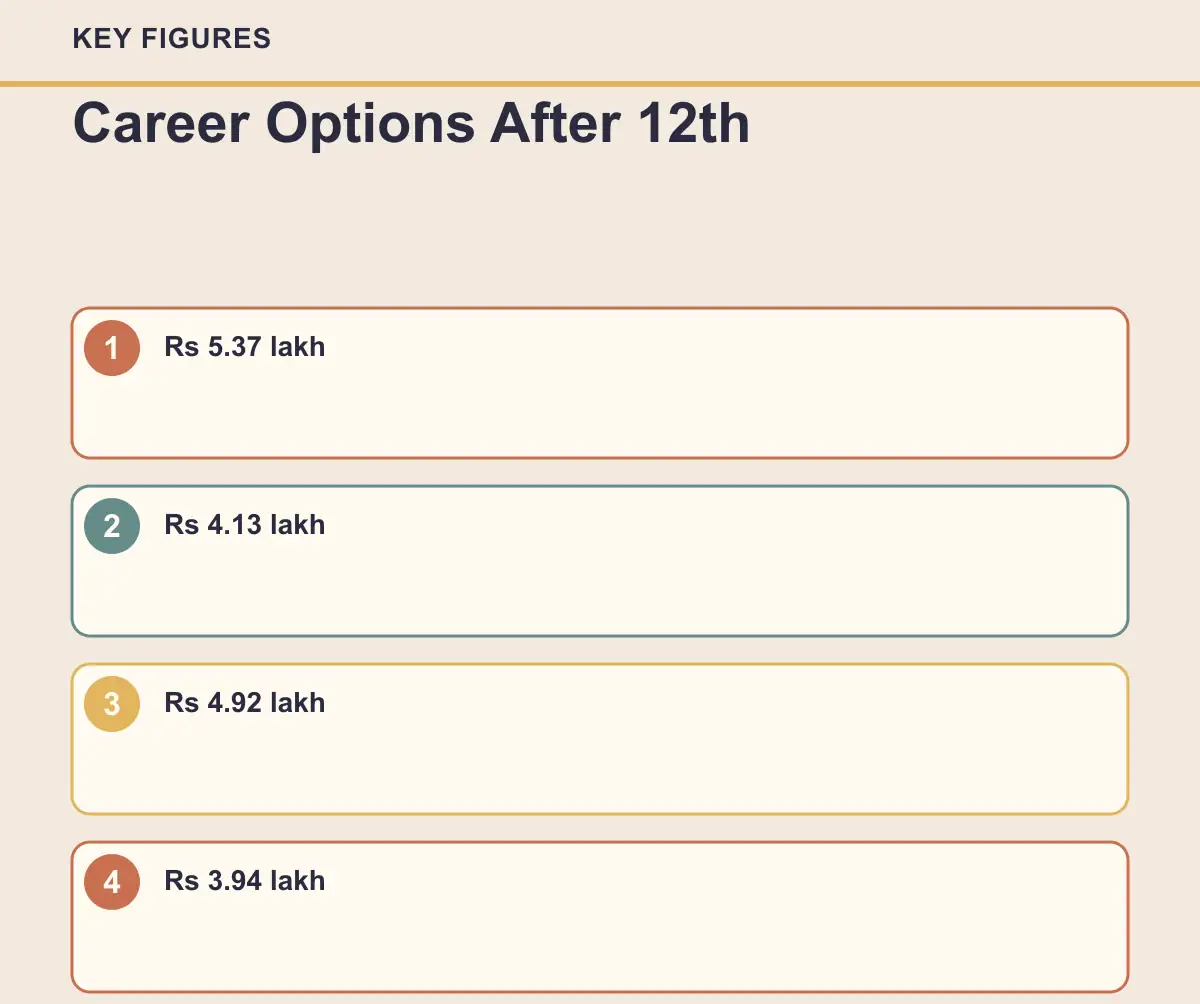 KEY FIGURES
Career Options After 12th
1 Rs 5.37 lakh
2 Rs 4.13 lakh
3 Rs 4.92 lakh
4 Rs 3.94 lakh